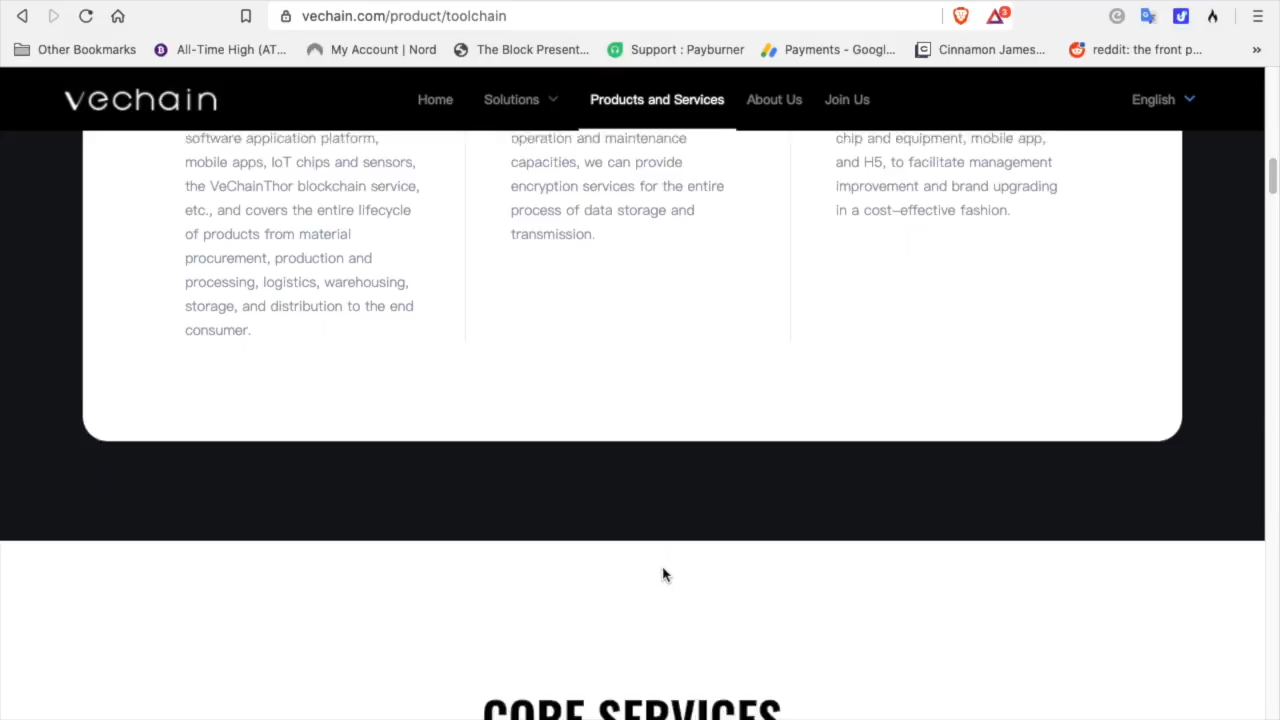 vechain.com/product/toolchain
3
Other Bookmarks
All-Time High (AT...
My Account | Nord
The Block Present...
Support : Payburner
Payments - Googl...
Cinnamon James...
reddit: the front p...
»
vechain
Home
Solutions
Products and Services
About Us
Join Us
English
software application platform,
mobile apps, IoT chips and sensors,
the VeChainThor blockchain service,
etc., and covers the entire lifecycle
of products from material
procurement, production and
processing, logistics, warehousing,
storage, and distribution to the end
consumer.
operation and maintenance
capacities, we can provide
encryption services for the entire
process of data storage and
transmission.
chip and equipment, mobile app,
and H5, to facilitate management
improvement and brand upgrading
in a cost–effective fashion.
CORE SERVICES